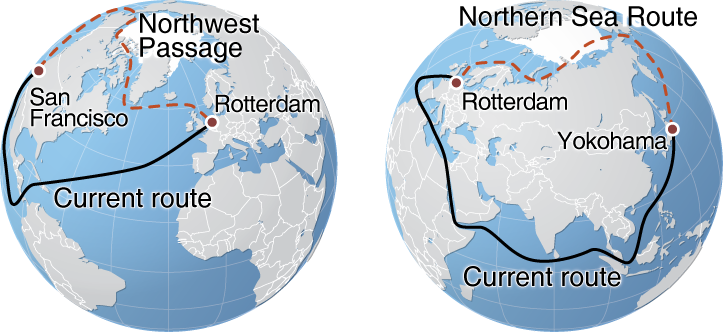 Northwest
Passage
San
Francisco
Rotterdam
Current route
Northern Sea Route
Rotterdam
Yokohama
Current route